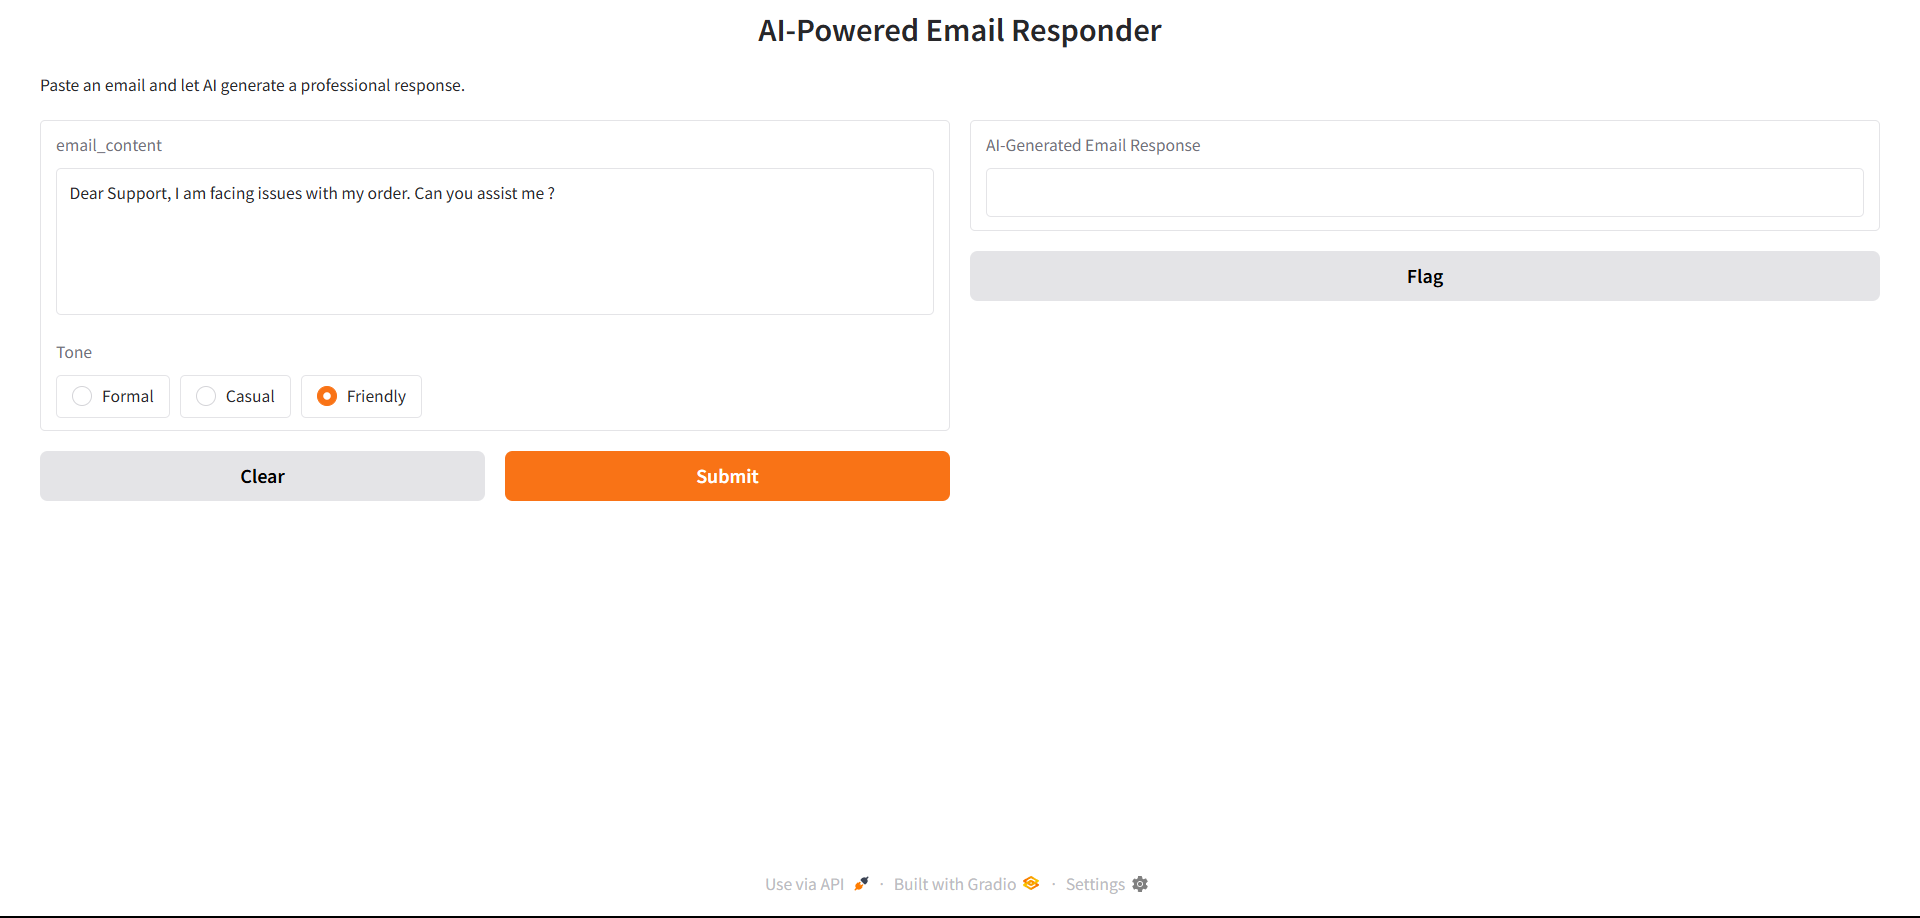 AI-Powered Email Responder
Paste an email and let AI generate a professional response.
email_content
Dear Support, I am facing issues with my order. Can you assist me ?
Tone
Formal
Casual
Friendly
Clear
Submit
AI-Generated Email Response
Flag
Use via API · Built with Gradio · Settings